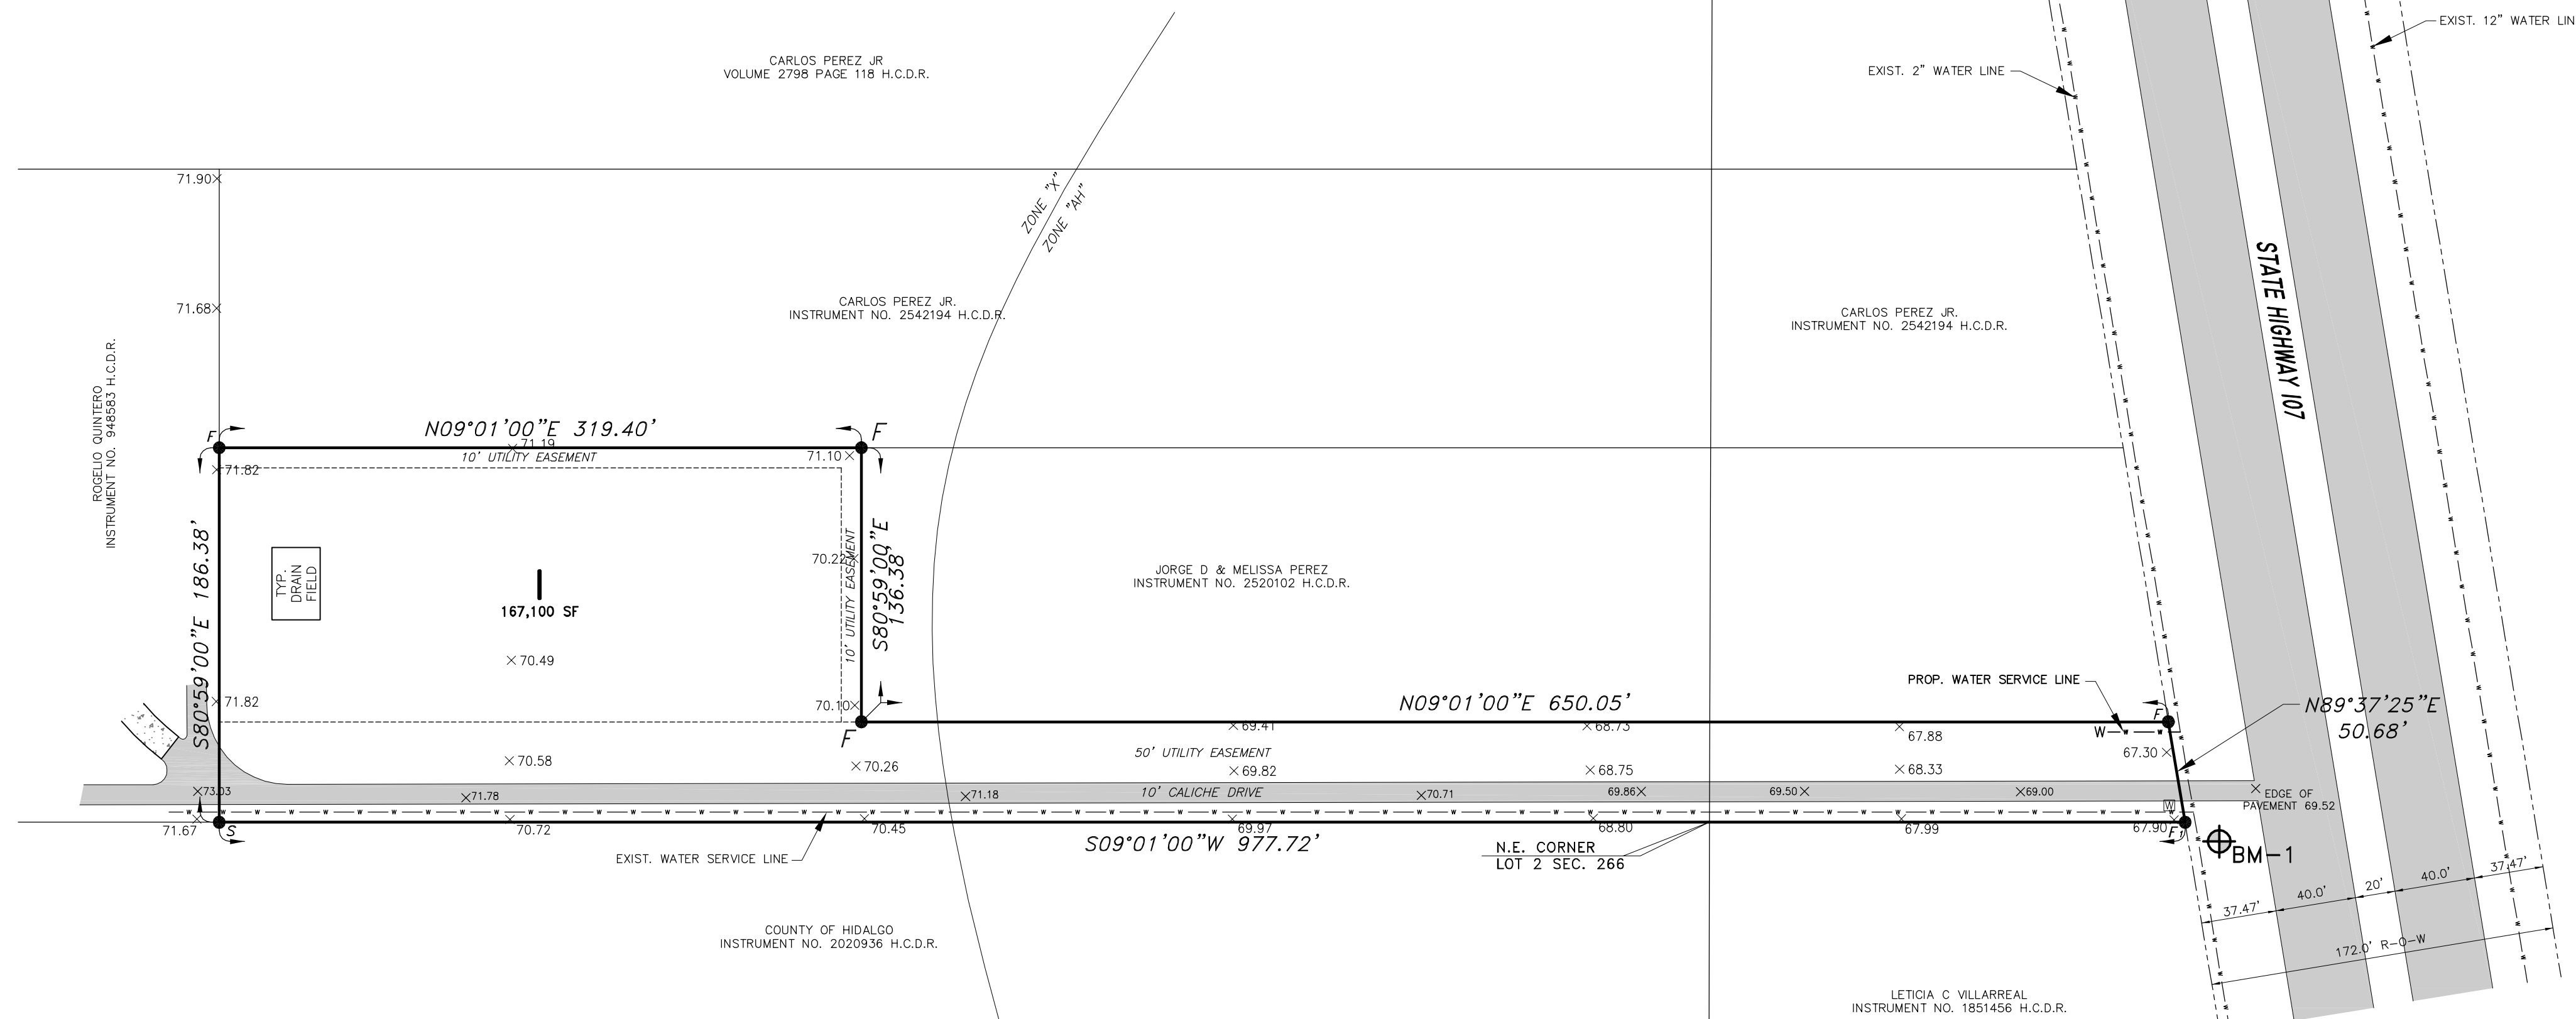 CARLOS PEREZ JR
VOLUME 2798 PAGE 118 H.C.D.R.
EXIST. 2" WATER LINE
EXIST. 12" WATER LIN
71.90
71.68
ZONE "X"
ZONE "AH"
CARLOS PEREZ JR.
INSTRUMENT NO. 2542194 H.C.D.R.
CARLOS PEREZ JR.
INSTRUMENT NO. 2542194 H.C.D.R.
STATE HIGHWAY 107
ROGELIO QUINTERO
INSTRUMENT NO. 948583 H.C.D.R.
F
N09°01'00"E 319.40'
F
71.19
10' UTILITY EASEMENT
71.10
71.82
S80°59'00"E 186.38'
TYP.
DRAIN
FIELD
1
167,100 SF
70.22
10' UTILITY EASEMENT
S80°59'00"E
136.38'
JORGE D & MELISSA PEREZ
INSTRUMENT NO. 2520102 H.C.D.R.
70.49
71.82
70.10
F
N09°01'00"E 650.05'
PROP. WATER SERVICE LINE
F
N89°37'25"E
50.68'
69.41
68.73
67.88
W
67.30
50' UTILITY EASEMENT
70.58
70.26
69.82
68.75
68.33
73.03
71.78
71.18
10' CALICHE DRIVE
70.71
69.86
69.50
69.00
EDGE OF
PAVEMENT 69.52
W
71.67
S
70.72
70.45
69.97
68.80
67.99
67.90
F
S09°01'00"W 977.72'
EXIST. WATER SERVICE LINE
N.E. CORNER
LOT 2 SEC. 266
BM-1
37.47'
40.0'
20'
40.0'
37.47'
172.0' R-O-W
COUNTY OF HIDALGO
INSTRUMENT NO. 2020936 H.C.D.R.
LETICIA C VILLARREAL
INSTRUMENT NO. 1851456 H.C.D.R.